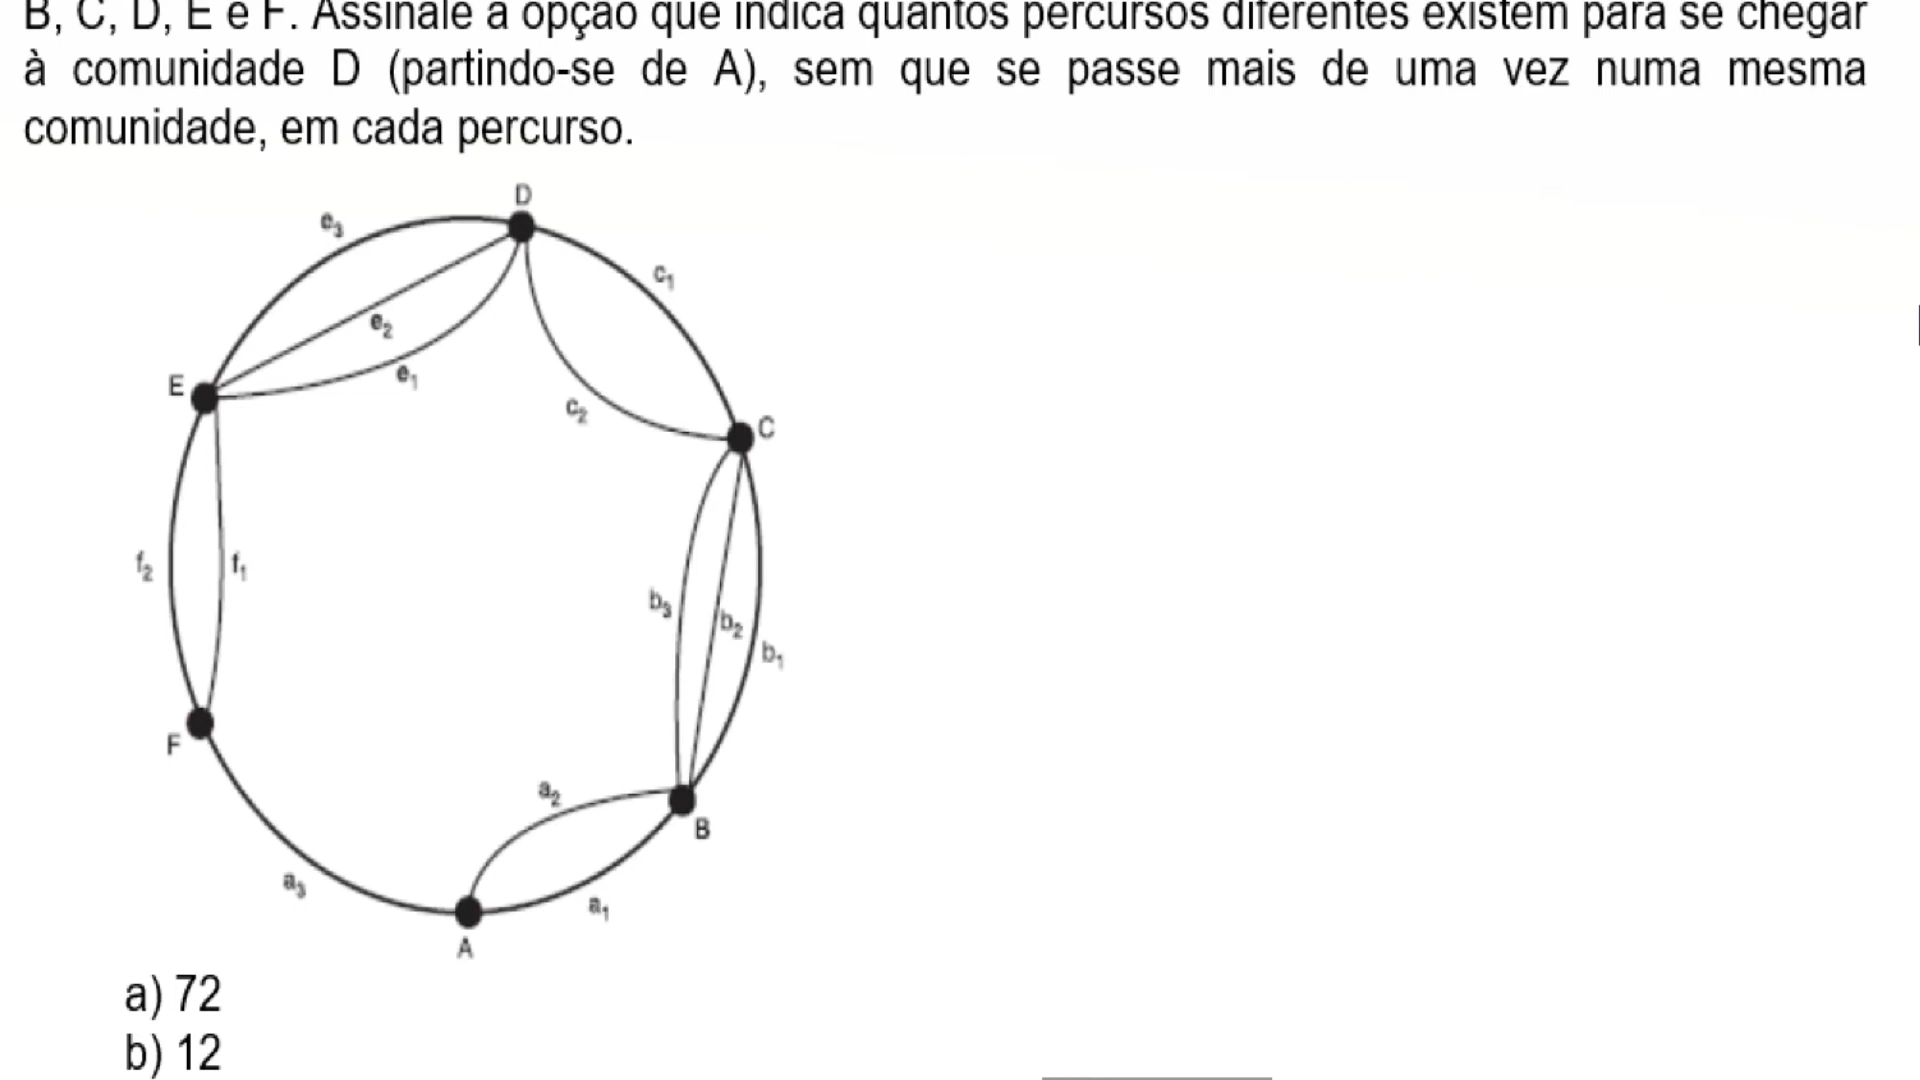 B, C, D, E e F. Assinale a opção que indica quantos percursos diferentes existem para se chegar
à comunidade D (partindo-se de A), sem que se passe mais de uma vez numa mesma
comunidade, em cada percurso.
D
e₃
c₁
e₂
e₁
E
c₂
C
f₂
f₁
b₃
b₂
b₁
F
a₂
B
a₃
a₁
A
a) 72
b) 12